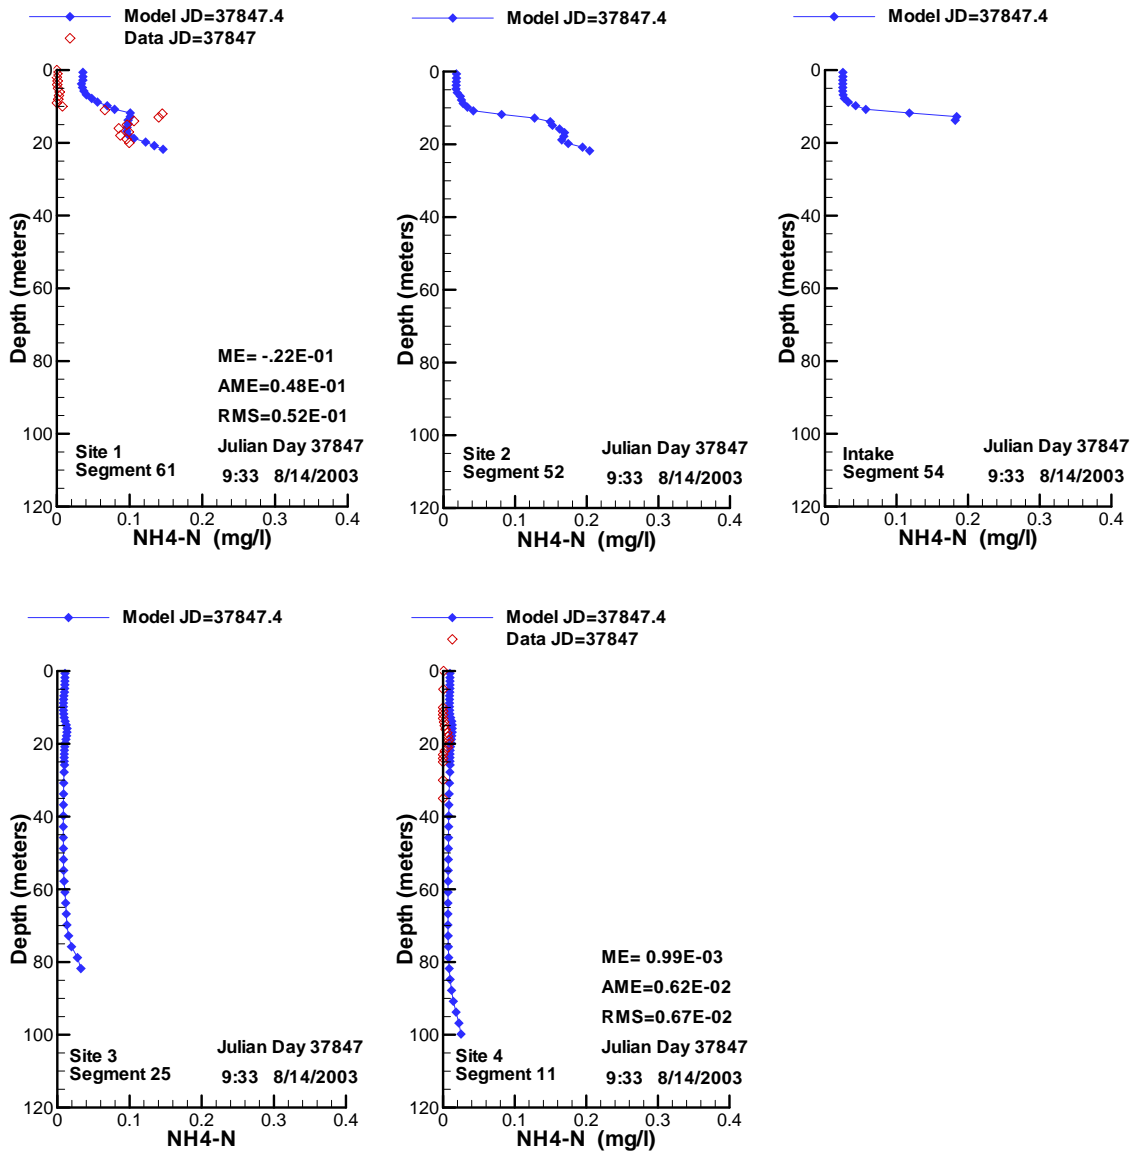 Model JD=37847.4
Data JD=37847
0
20
40
60
80
100
120
Depth (meters)
ME= -.22E-01
AME=0.48E-01
RMS=0.52E-01
Site 1
Segment 61
Julian Day 37847
9:33 8/14/2003
0 0.1 0.2 0.3 0.4
NH4-N (mg/l)
Model JD=37847.4
0
20
40
60
80
100
120
Depth (meters)
Site 2
Segment 52
Julian Day 37847
9:33 8/14/2003
0 0.1 0.2 0.3 0.4
NH4-N (mg/l)
Model JD=37847.4
0
20
40
60
80
100
120
Depth (meters)
Intake
Segment 54
Julian Day 37847
9:33 8/14/2003
0 0.1 0.2 0.3 0.4
NH4-N (mg/l)
Model JD=37847.4
0
20
40
60
80
100
120
Depth (meters)
Site 3
Segment 25
Julian Day 37847
9:33 8/14/2003
0 0.1 0.2 0.3 0.4
NH4-N
Model JD=37847.4
Data JD=37847
0
20
40
60
80
100
120
Depth (meters)
ME= 0.99E-03
AME=0.62E-02
RMS=0.67E-02
Site 4
Segment 11
Julian Day 37847
9:33 8/14/2003
0 0.1 0.2 0.3 0.4
NH4-N (mg/l)